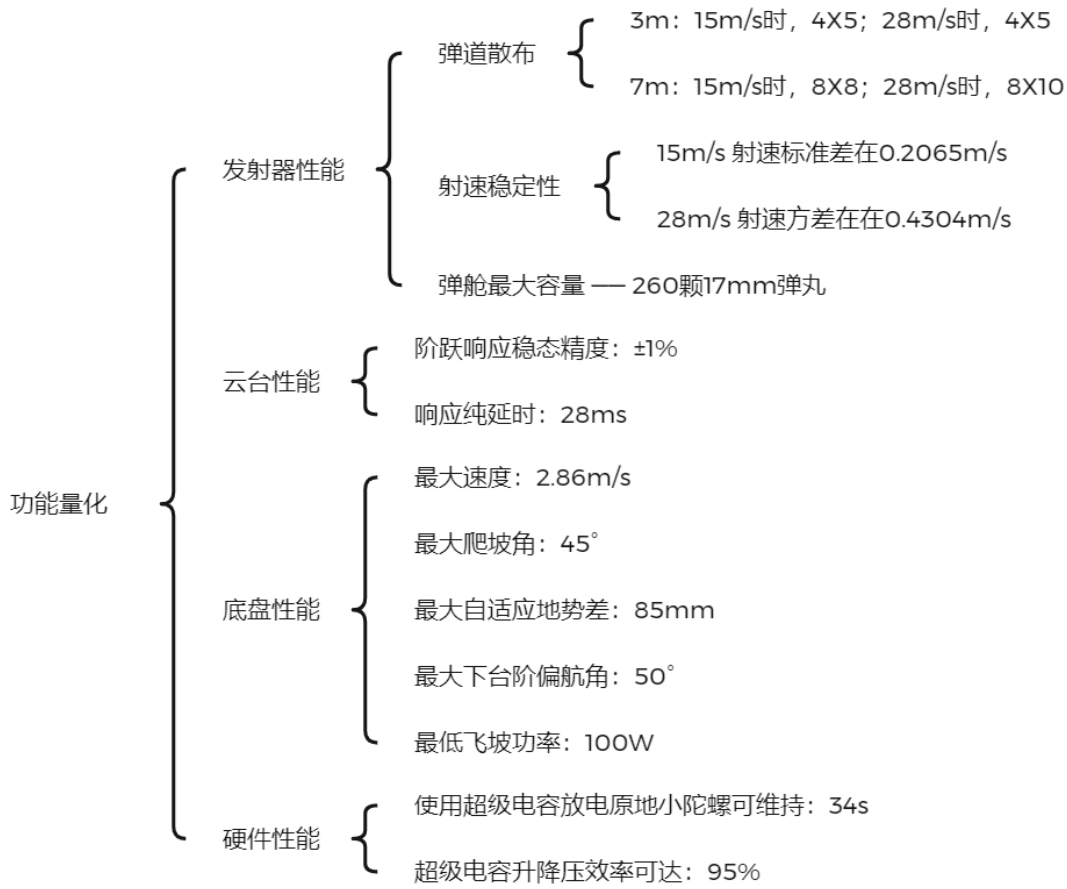 功能量化
发射器性能
弹道散布
3m：15m/s时，4X5；28m/s时，4X5
7m：15m/s时，8X8；28m/s时，8X10
射速稳定性
15m/s 射速标准差在0.2065m/s
28m/s 射速方差在在0.4304m/s
弹舱最大容量 — 260颗17mm弹丸
云台性能
阶跃响应稳态精度：±1%
响应纯延时：28ms
底盘性能
最大速度：2.86m/s
最大爬坡角：45°
最大自适应地势差：85mm
最大下台阶偏航角：50°
最低飞坡功率：100W
硬件性能
使用超级电容放电原地小陀螺可维持：34s
超级电容升降压效率可达：95%